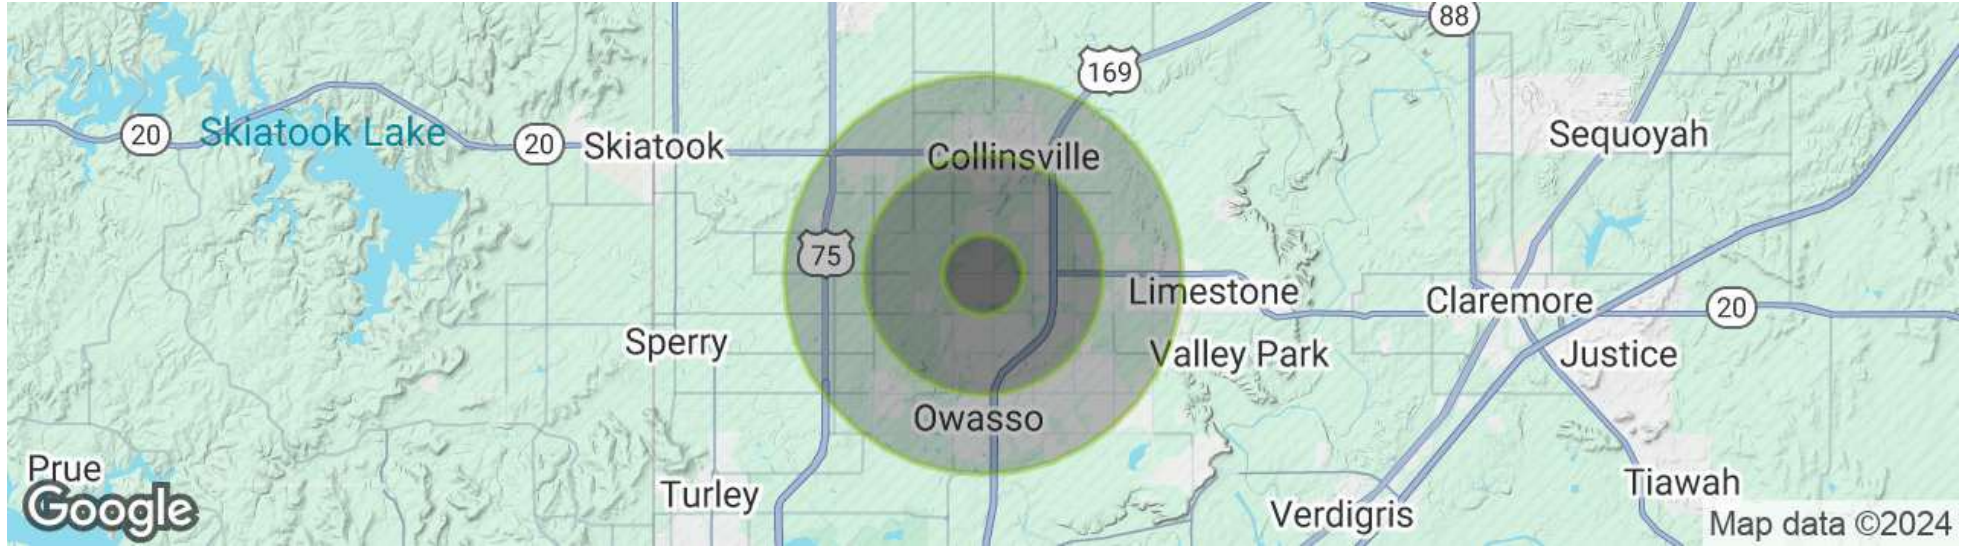 88
169
20
Skiatook Lake
20
Skiatook
Collinsville
Sequoyah
75
Limestone
Claremore
20
Sperry
Valley Park
Justice
Owasso
Prue
Google
Turley
Tiawah
Verdigris
Map data ©2024